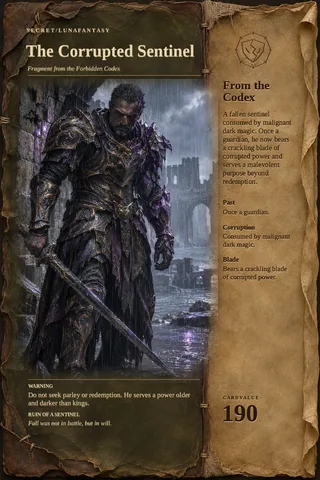 SECRET/LUNAFANTASY
The Corrupted Sentinel
Fragment from the Forbidden Codex
From the
Codex
A fallen sentinel
consumed by malignant
dark magic. Once a
guardian, he now bears
a crackling blade of
corrupted power and
serves a malevolent
purpose beyond
redemption.
Past
Once a guardian.
Corruption
Consumed by malignant
dark magic.
Blade
Bears a crackling blade
of corrupted power.
WARNING
Do not seek parley or redemption. He serves a power older
and darker than kings.
RUIN OF A SENTINEL
Fall was not in battle, but in will.
CARDVALUE
190